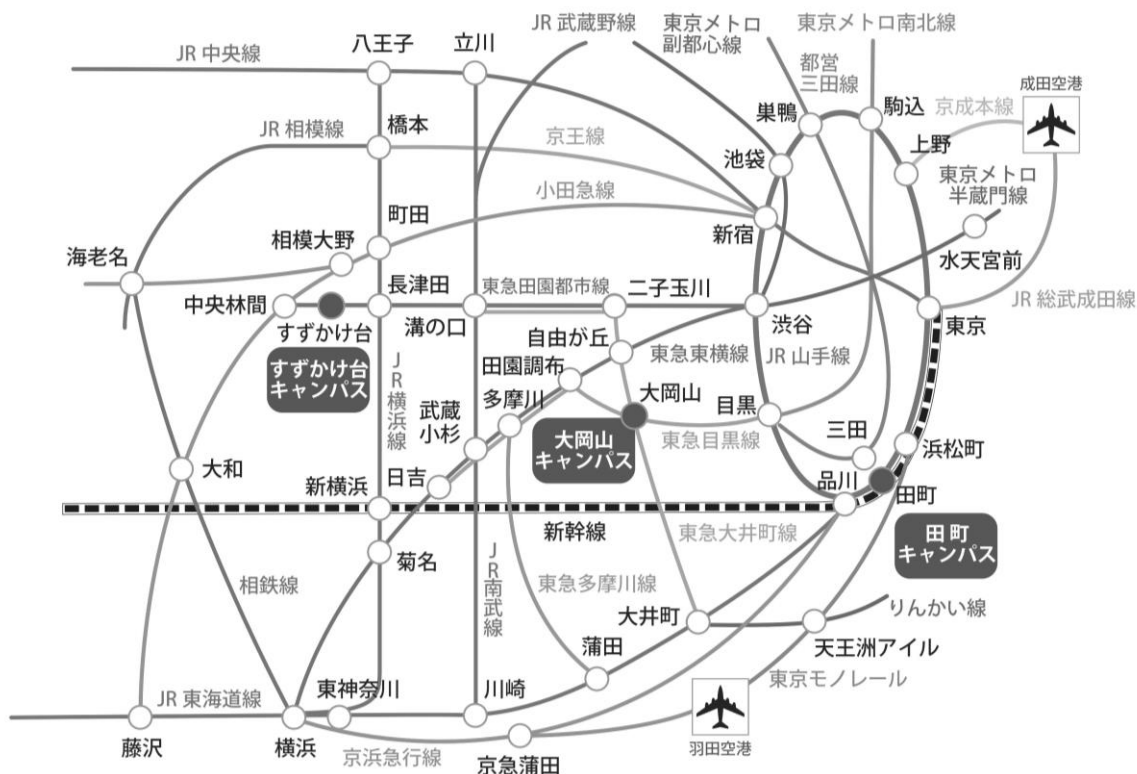 JR 武蔵野線
東京メトロ
副都心線
東京メトロ南北線
JR 中央線
八王子
立川
都営
三田線
成田空港
巣鴨
駒込
京成本線
JR 相模線
橋本
京王線
池袋
上野
東京メトロ
半蔵門線
小田急線
町田
相模大野
新宿
海老名
水天宮前
長津田
東急田園都市線
二子玉川
JR 総武成田線
中央林間
すずかけ台
溝の口
渋谷
東京
自由が丘
東急東横線
JR 山手線
すずかけ台
キャンパス
田園調布
JR横浜線
大岡山
目黒
多摩川
武蔵
小杉
三田
東急目黒線
大岡山
キャンパス
浜松町
大和
日吉
品川
田町
新横浜
新幹線
東急大井町線
田町
キャンパス
菊名
相鉄線
JR南武線
東急多摩川線
大井町
りんかい線
蒲田
天王洲アイル
東京モノレール
JR 東海道線
東神奈川
川崎
藤沢
横浜
京浜急行線
京急蒲田
羽田空港